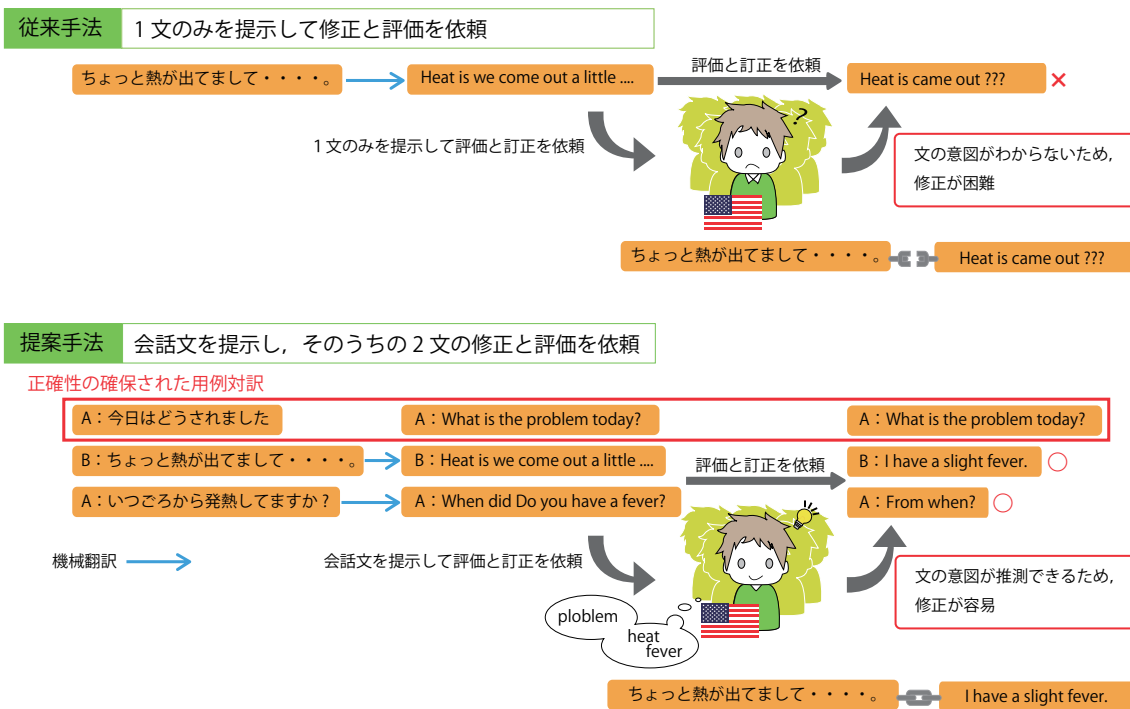 従来手法 1文のみを提示して修正と評価を依頼
ちょっと熱が出てまして・・・・。 Heat is we come out a little .... 評価と訂正を依頼 Heat is came out ??? ×
?
1文のみを提示して評価と訂正を依頼
文の意図がわからないため,
修正が困難
ちょっと熱が出てまして・・・・。 Heat is came out ???
提案手法 会話文を提示し，そのうちの2文の修正と評価を依頼
正確性の確保された用例対訳
A：今日はどうされました A：What is the problem today? A：What is the problem today?
B：ちょっと熱が出てまして・・・・。 B：Heat is we come out a little .... 評価と訂正を依頼 B：I have a slight fever. ○
A：いつごろから発熱してますか？ A：When did Do you have a fever? A：From when? ○
機械翻訳
会話文を提示して評価と訂正を依頼
文の意図が推測できるため,
修正が容易
ploblem
heat
fever
ちょっと熱が出てまして・・・・。 I have a slight fever.